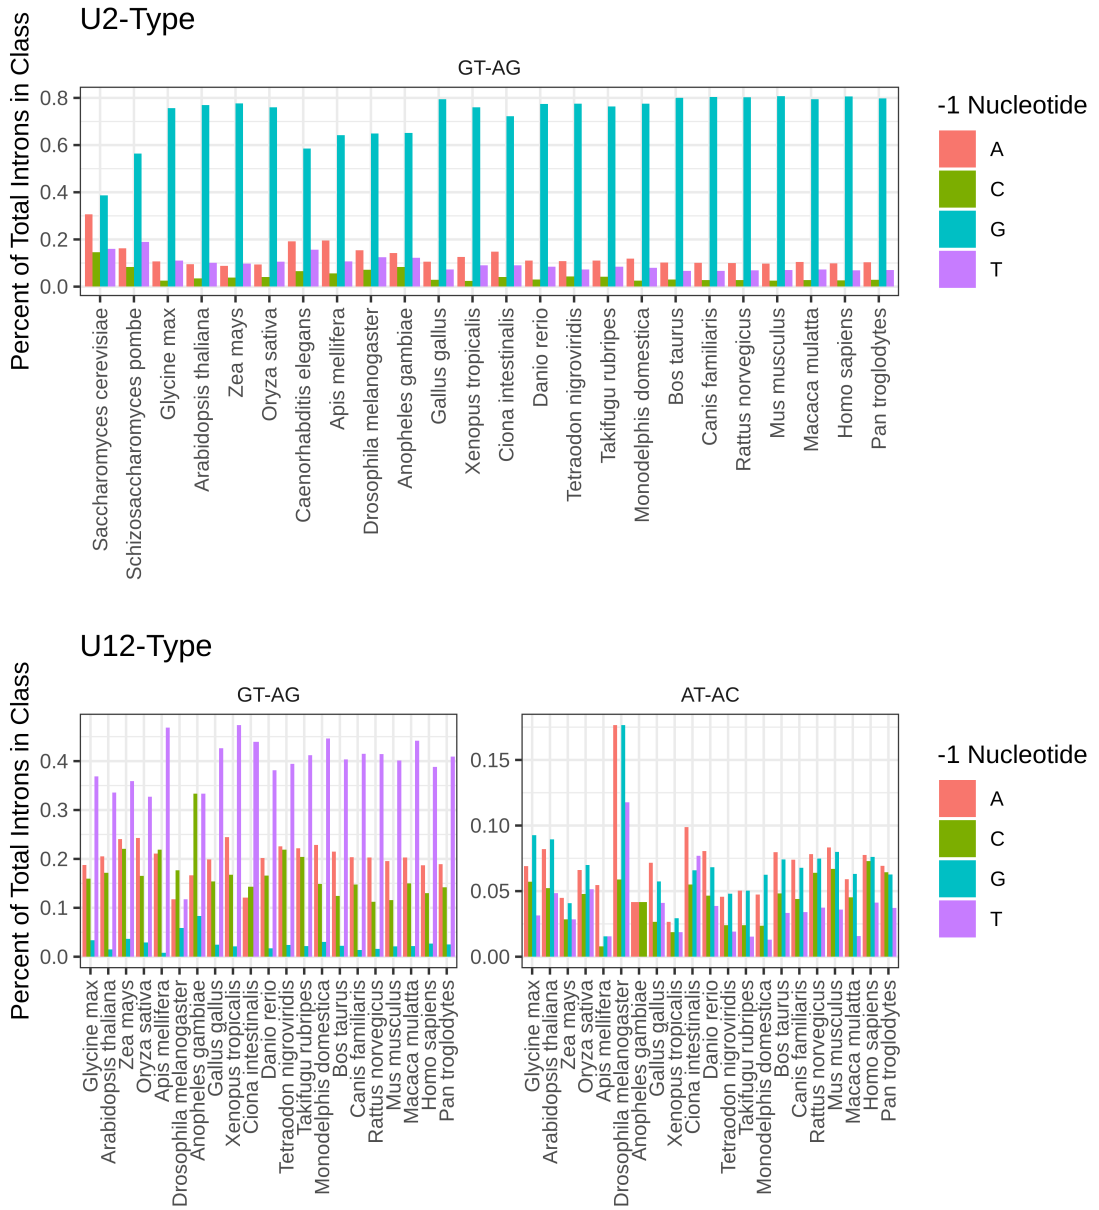 U2-Type
GT-AG
Percent of Total Introns in Class
0.8
0.6
0.4
0.2
0.0
Saccharomyces cerevisiae
Schizosaccharomyces pombe
Glycine max
Arabidopsis thaliana
Zea mays
Oryza sativa
Caenorhabditis elegans
Apis mellifera
Drosophila melanogaster
Anopheles gambiae
Gallus gallus
Xenopus tropicalis
Ciona intestinalis
Danio rerio
Tetraodon nigroviridis
Takifugu rubripes
Monodelphis domestica
Bos taurus
Canis familiaris
Rattus norvegicus
Mus musculus
Macaca mulatta
Homo sapiens
Pan troglodytes
-1 Nucleotide
A
C
G
T
U12-Type
GT-AG
Percent of Total Introns in Class
0.4
0.3
0.2
0.1
0.0
Glycine max
Arabidopsis thaliana
Zea mays
Oryza sativa
Apis mellifera
Drosophila melanogaster
Anopheles gambiae
Gallus gallus
Xenopus tropicalis
Ciona intestinalis
Danio rerio
Tetraodon nigroviridis
Takifugu rubripes
Monodelphis domestica
Bos taurus
Canis familiaris
Rattus norvegicus
Mus musculus
Macaca mulatta
Homo sapiens
Pan troglodytes
AT-AC
0.15
0.10
0.05
0.00
Glycine max
Arabidopsis thaliana
Zea mays
Oryza sativa
Apis mellifera
Drosophila melanogaster
Anopheles gambiae
Gallus gallus
Xenopus tropicalis
Ciona intestinalis
Danio rerio
Tetraodon nigroviridis
Takifugu rubripes
Monodelphis domestica
Bos taurus
Canis familiaris
Rattus norvegicus
Mus musculus
Macaca mulatta
Homo sapiens
Pan troglodytes
-1 Nucleotide
A
C
G
T